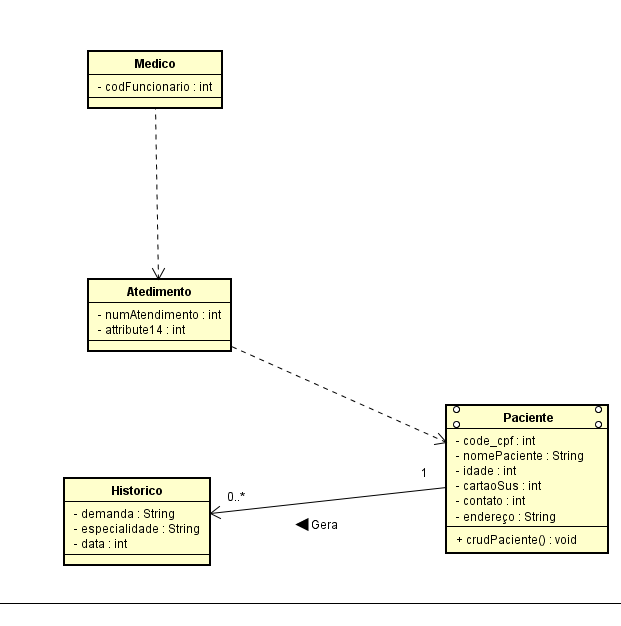 Medico
- codFuncionario : int
Atedimento
- numAtendimento : int
- attribute14 : int
Paciente
- code_cpf : int
- nomePaciente : String
- idade : int
- cartaoSus : int
- contato : int
- endereço : String
+ crudPaciente() : void
1
0..*
Gera
Historico
- demanda : String
- especialidade : String
- data : int